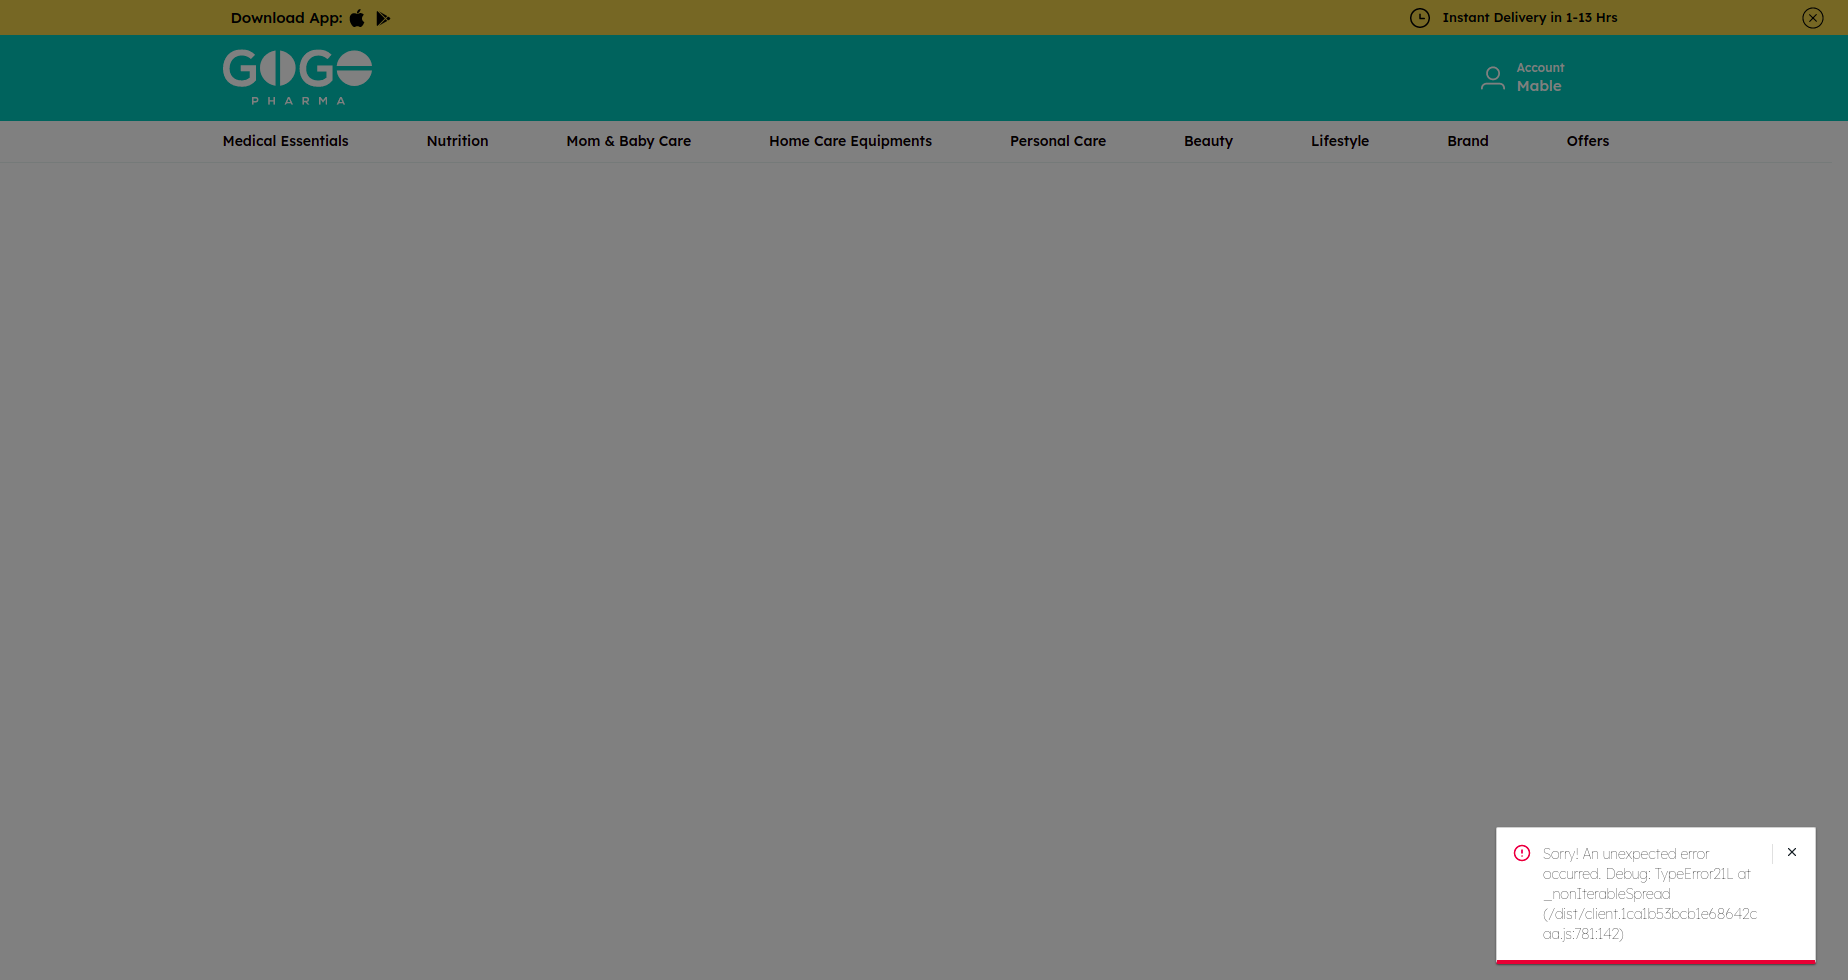 Download App:
Instant Delivery in 1-13 Hrs
GOGO
PHARMA
Account
Mable
Medical Essentials
Nutrition
Mom & Baby Care
Home Care Equipments
Personal Care
Beauty
Lifestyle
Brand
Offers
Sorry! An unexpected error
occurred. Debug: TypeError21L at
_nonIterableSpread
(/dist/client.1ca1b53bcb1e68642c
aa.js:781:142)